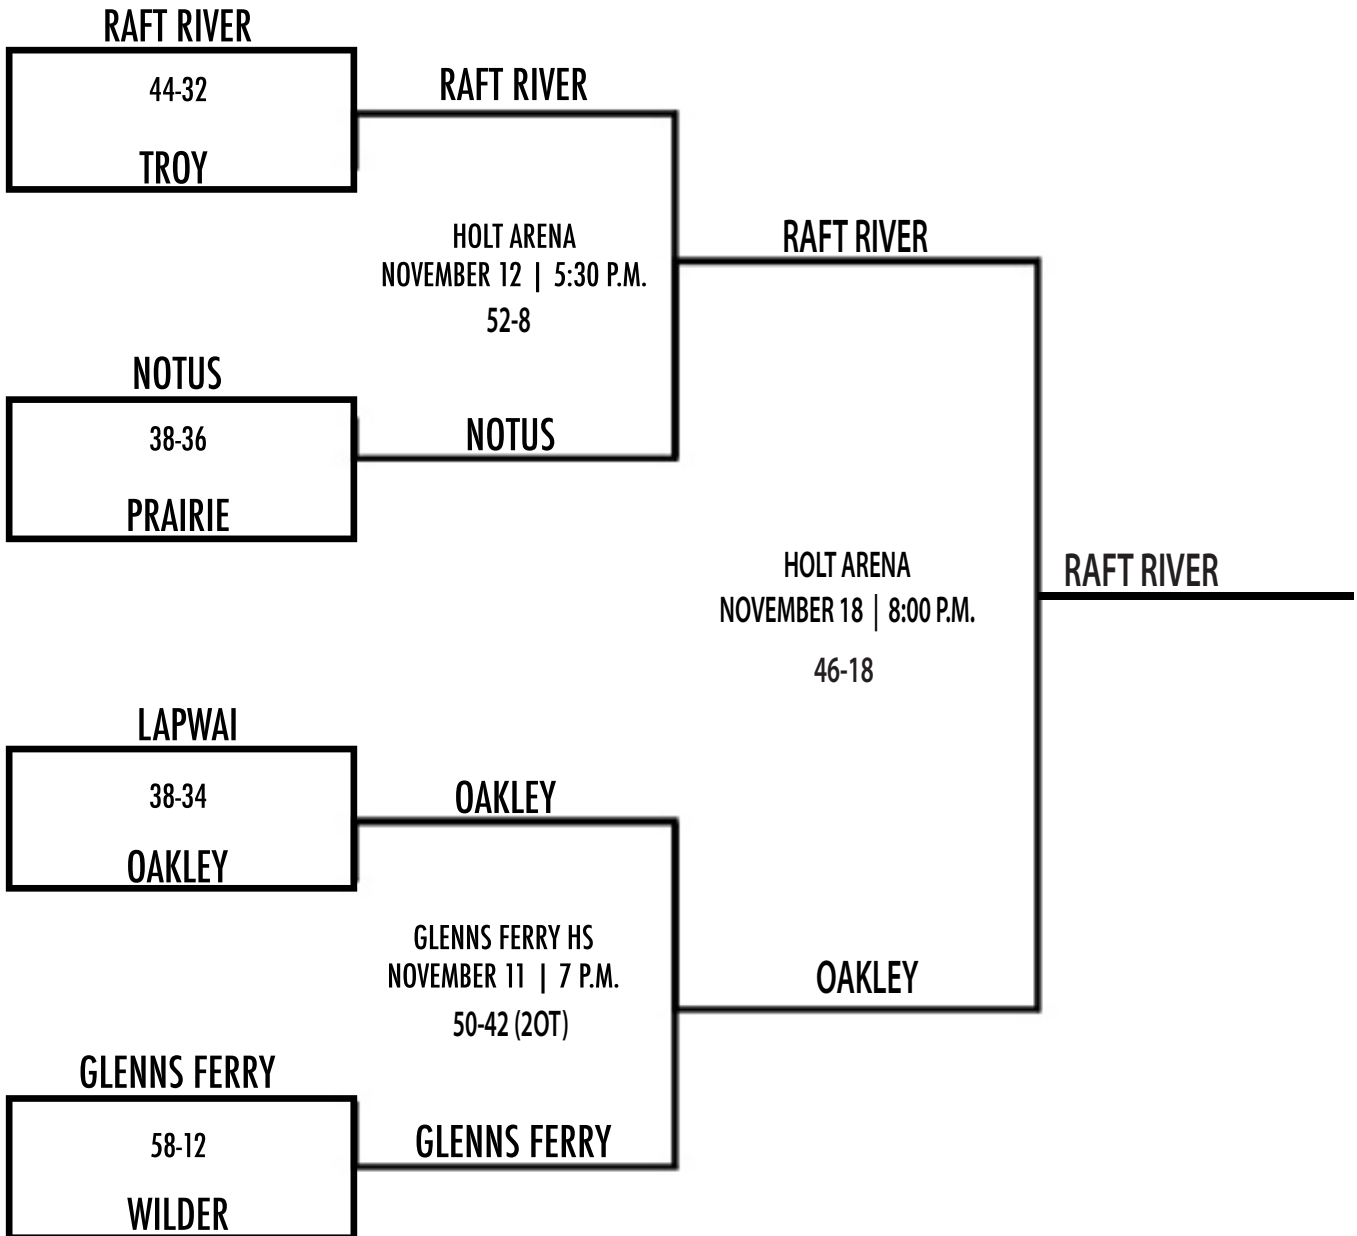 RAFT RIVER
44-32
TROY
RAFT RIVER
HOLT ARENA
NOVEMBER 12 | 5:30 P.M.
52-8
NOTUS
38-36
PRAIRIE
NOTUS
RAFT RIVER
HOLT ARENA
NOVEMBER 18 | 8:00 P.M.
46-18
RAFT RIVER
LAPWAI
38-34
OAKLEY
OAKLEY
GLENNS FERRY HS
NOVEMBER 11 | 7 P.M.
50-42 (2OT)
OAKLEY
GLENNS FERRY
58-12
WILDER
GLENNS FERRY